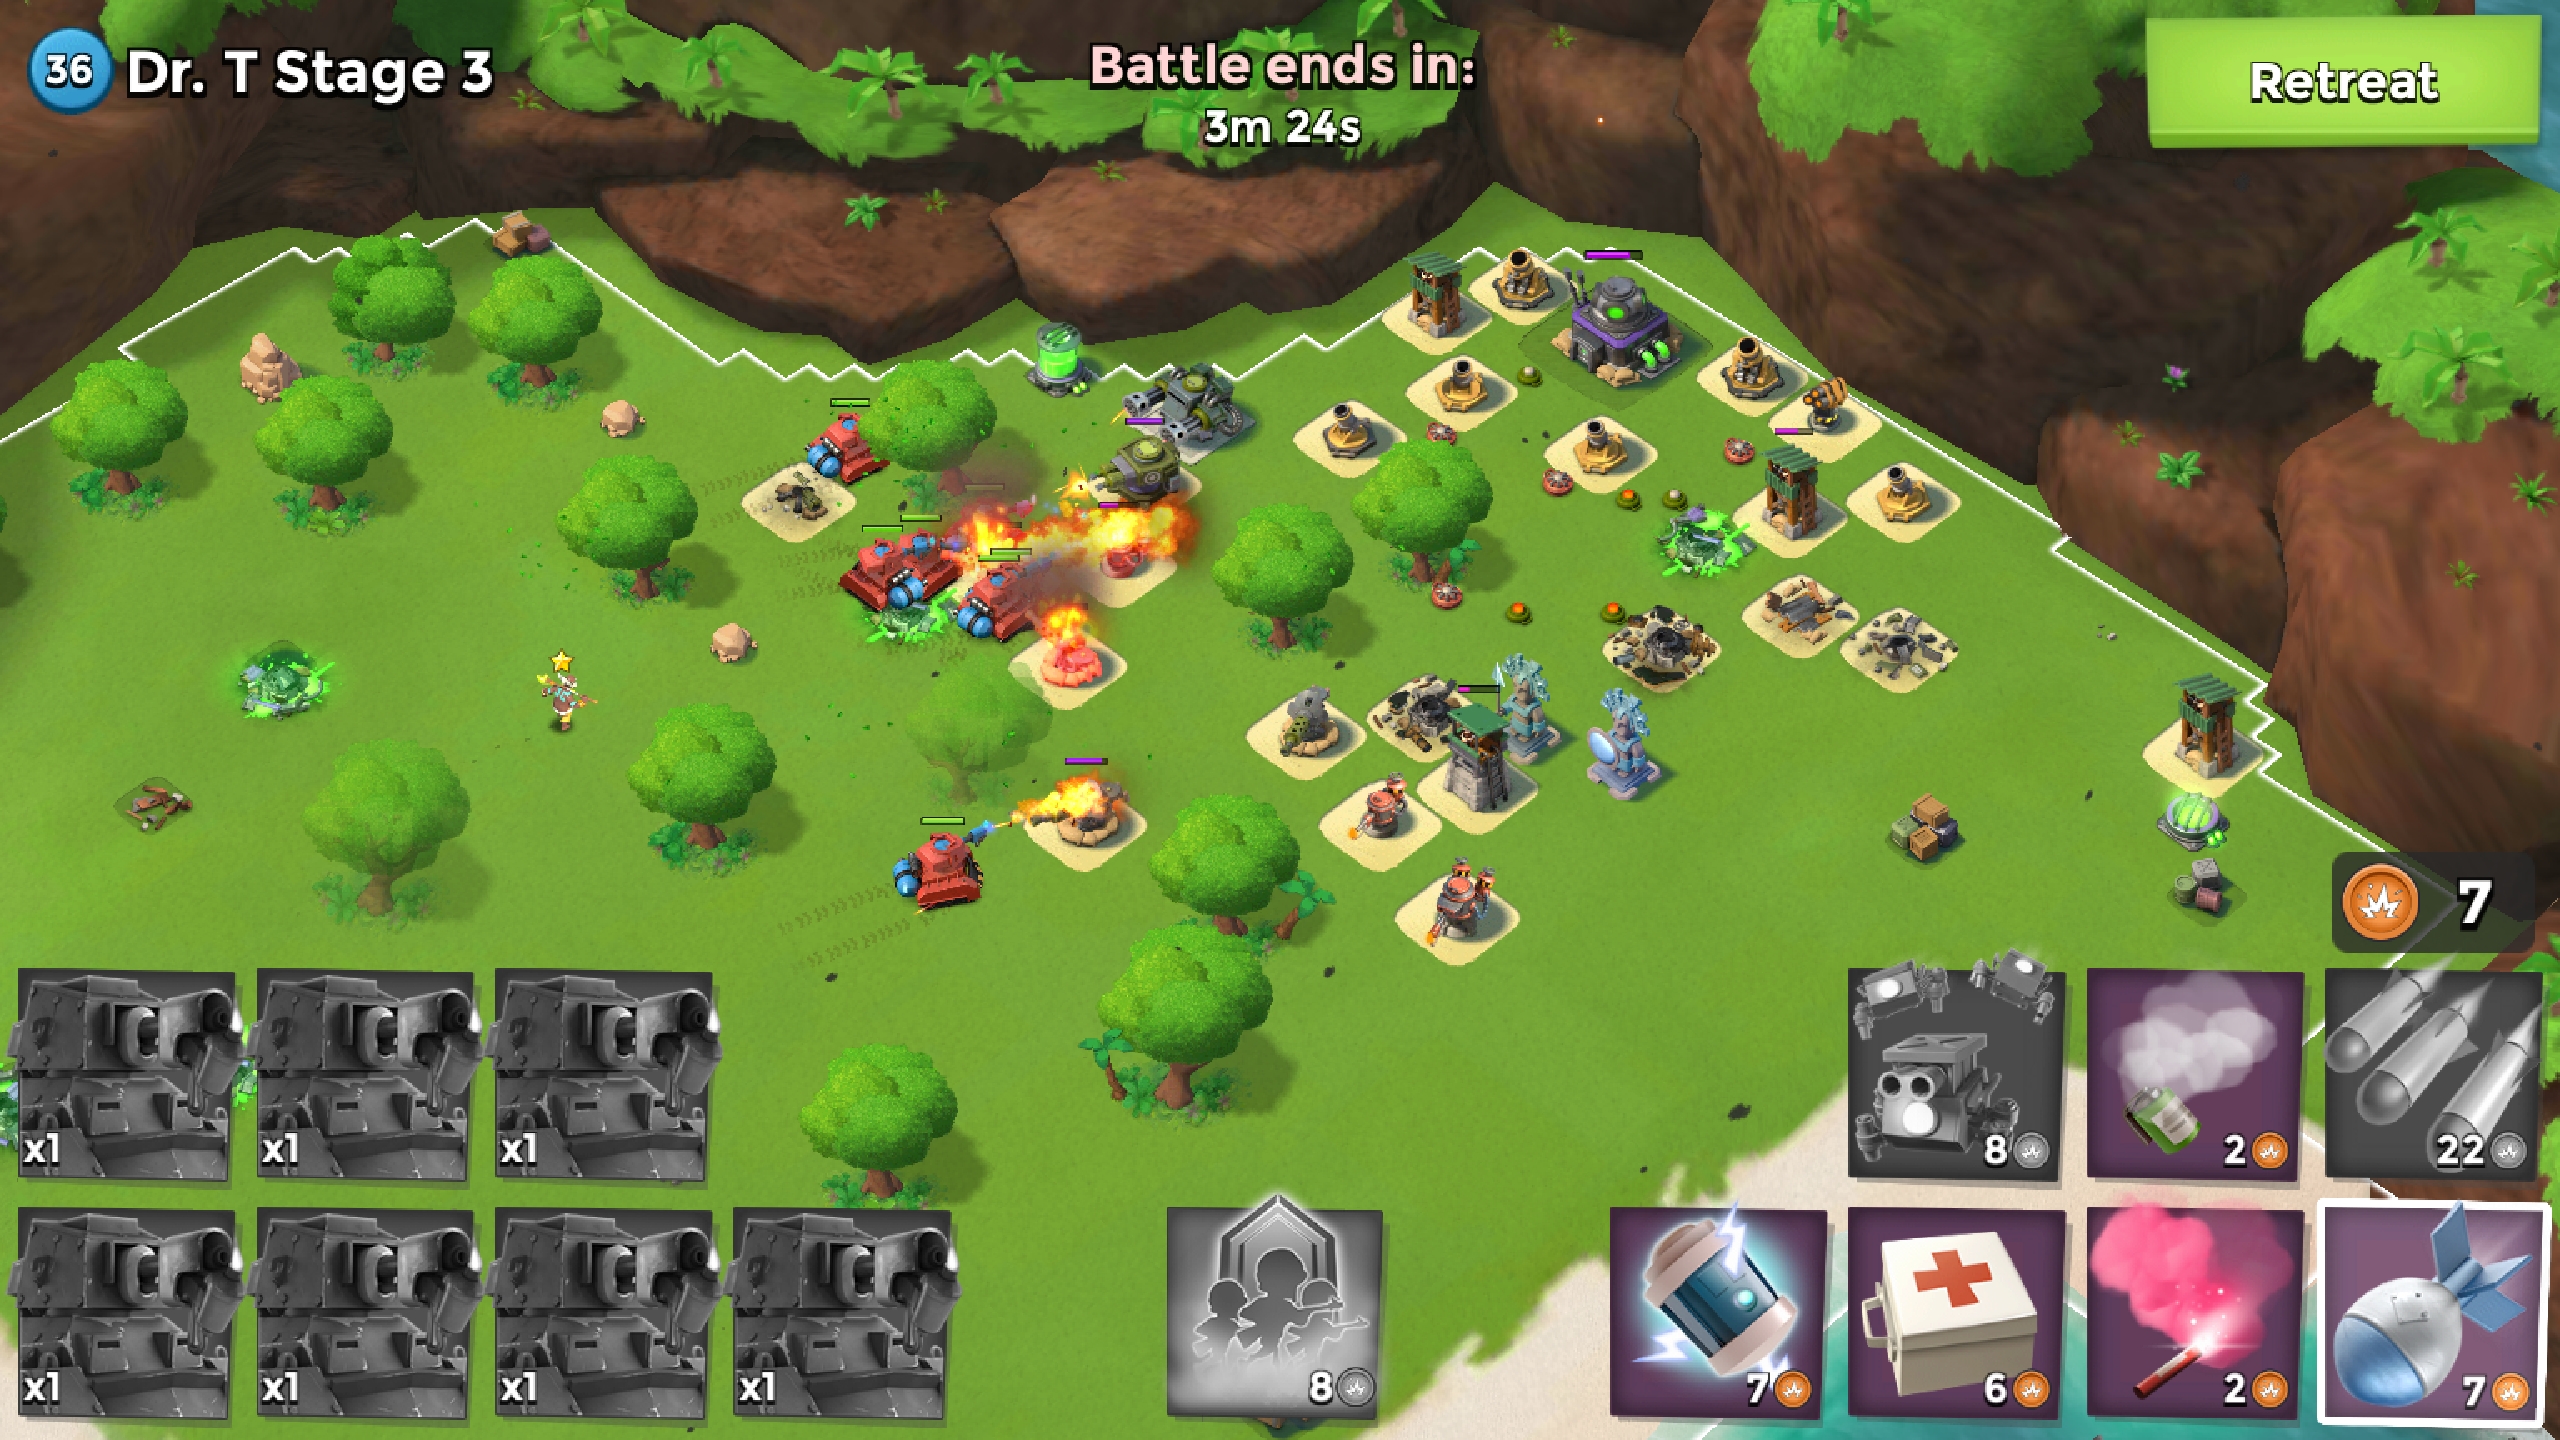 36 Dr. T Stage 3
Battle ends in:
3m 24s
Retreat
7
x1 x1 x1
8 2 22
x1 x1 x1 x1
8
7 6 2 7